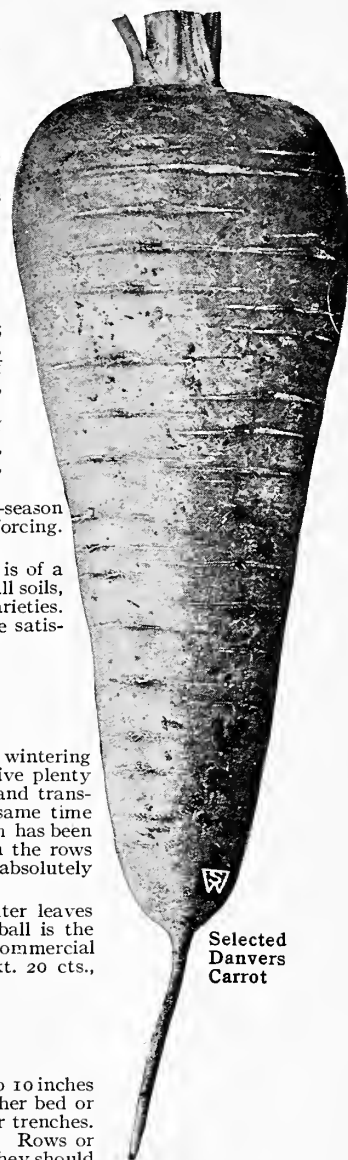 -season
forcing.
is of a
ll soils,
arieties.
e satis-
wintering
ive plenty
and trans-
same time
n has been
n the rows
absolutely
ter leaves
ball is the
ommercial
kt. 20 cts.,
Selected
Danvers
Carrot
o 10 inches
her bed or
r trenches.
Rows or
hey should